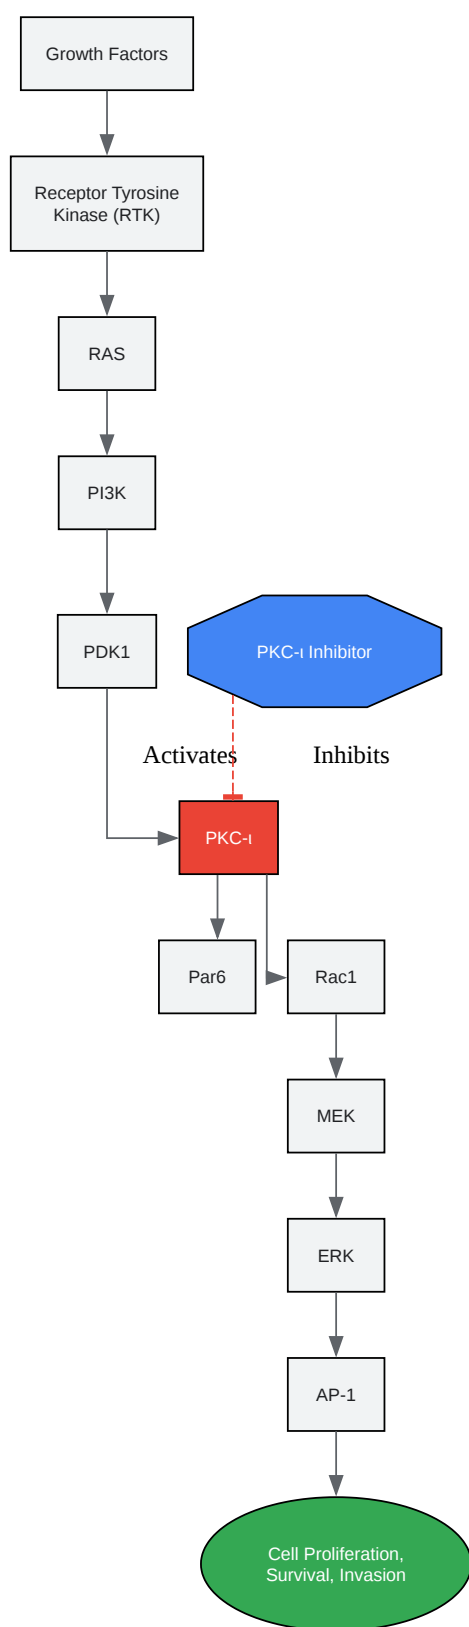 Growth Factors
Receptor Tyrosine
Kinase (RTK)
RAS
PI3K
PDK1
PKC-ι Inhibitor
Activates
Inhibits
PKC-ι
Par6
Rac1
MEK
ERK
AP-1
Cell Proliferation,
Survival, Invasion